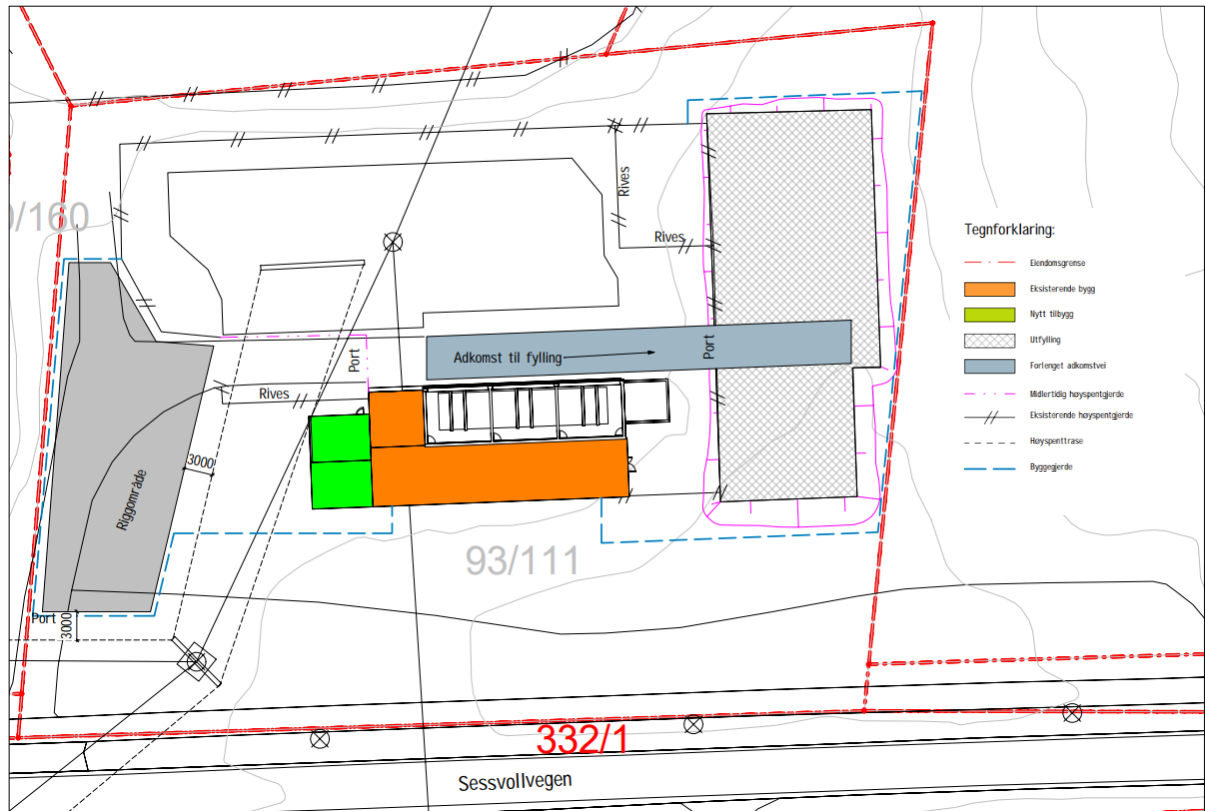 0/160
Rives
Rives
Tegnforklaring:
Eiendomsgrense
Eksisterende bygg
Nytt tilbygg
Utfylling
Forlenget adkomstvei
Midlertidig høyspentgjerde
Eksisterende høyspentgjerde
Høyspenttrase
Byggegjerde
Port
Adkomst til fylling
Port
Rives
3000
Riggområde
93/111
Port
3000
332/1
Sessvollvegen